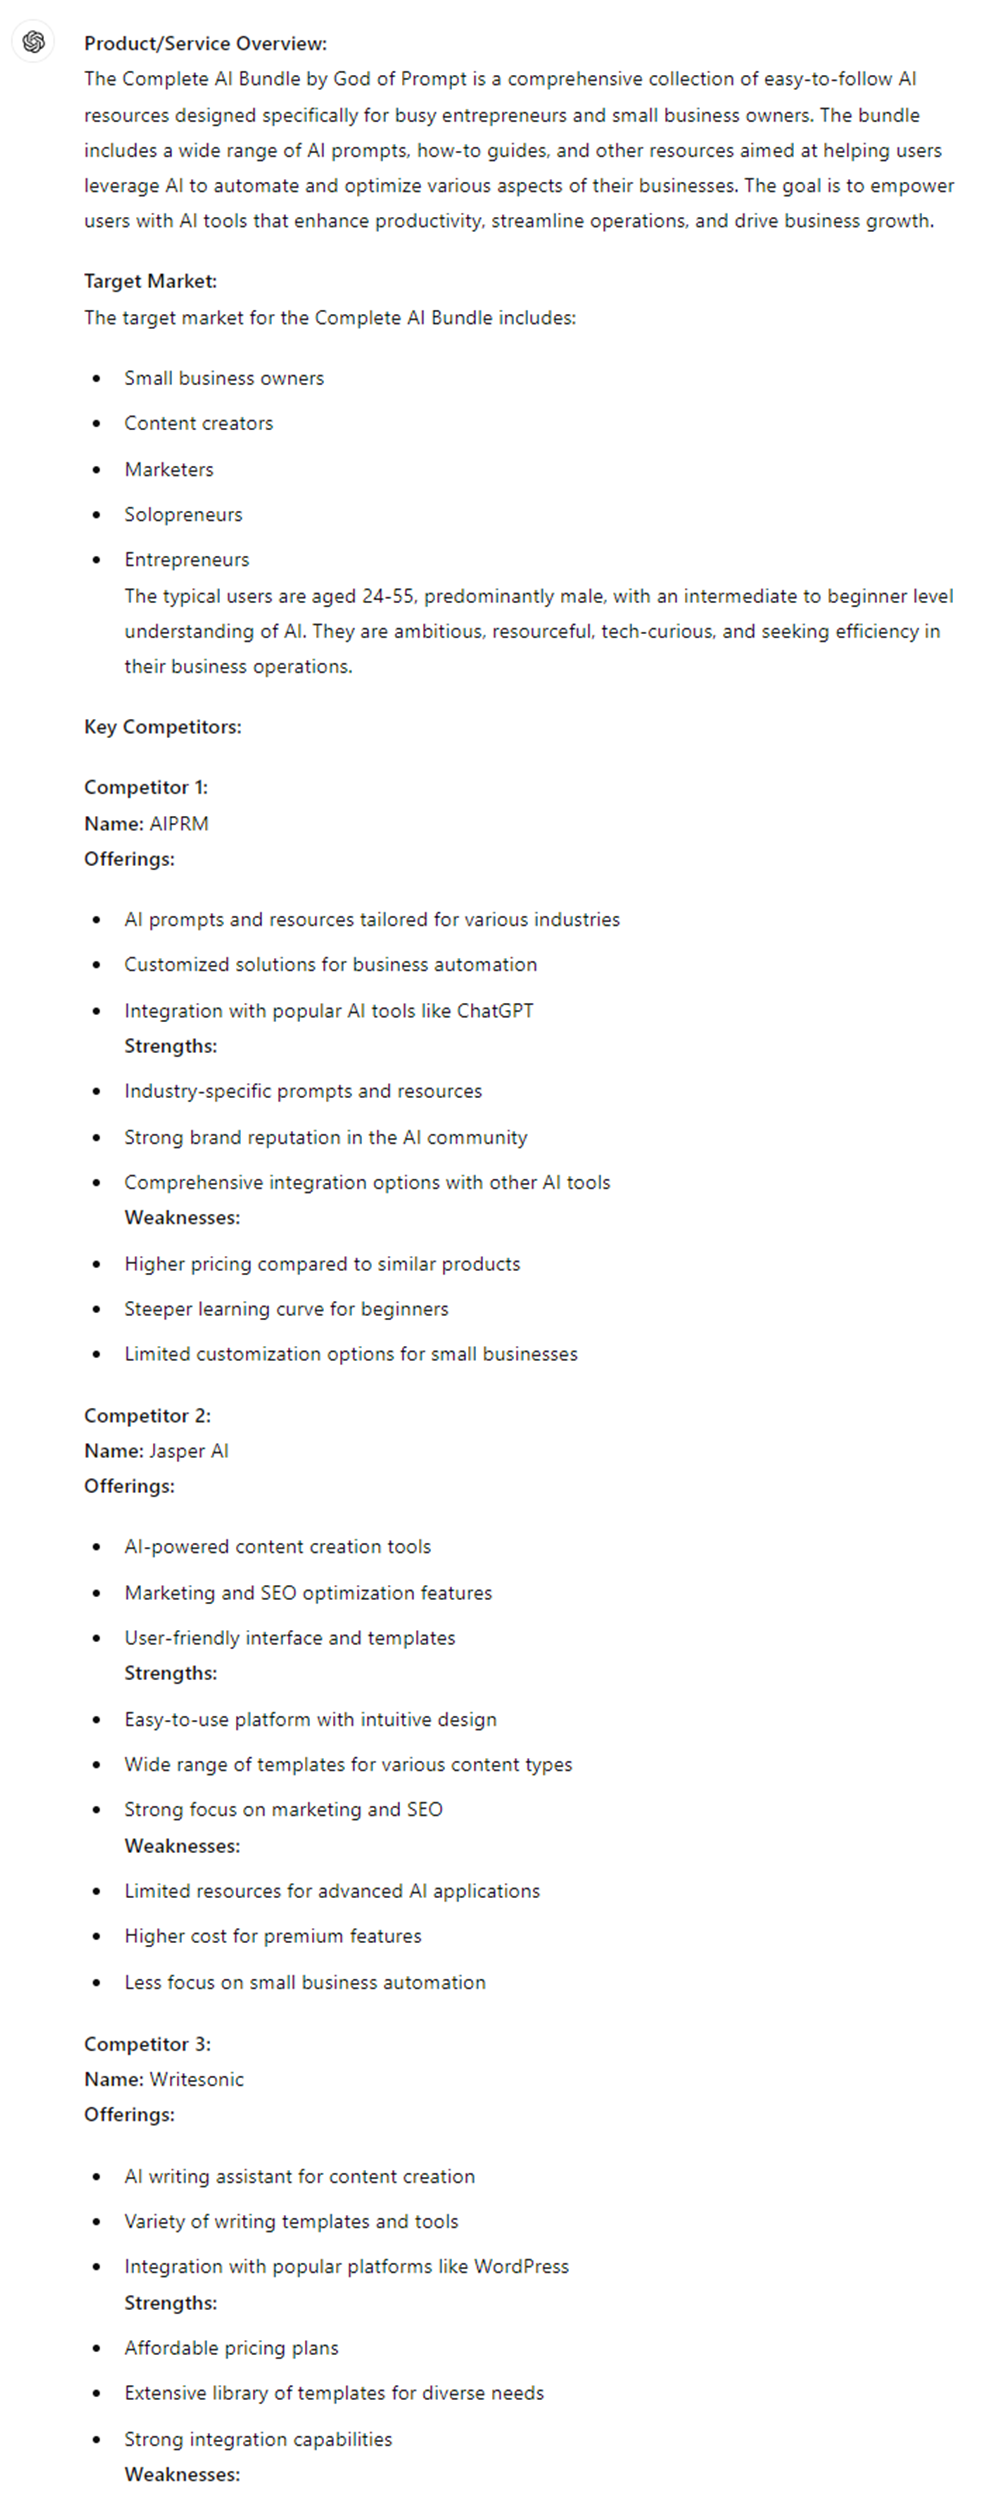 Product/Service Overview:
The Complete AI Bundle by God of Prompt is a comprehensive collection of easy-to-follow AI
resources designed specifically for busy entrepreneurs and small business owners. The bundle
includes a wide range of AI prompts, how-to guides, and other resources aimed at helping users
leverage AI to automate and optimize various aspects of their businesses. The goal is to empower
users with AI tools that enhance productivity, streamline operations, and drive business growth.
Target Market:
The target market for the Complete AI Bundle includes:
• Small business owners
• Content creators
• Marketers
• Solopreneurs
• Entrepreneurs
The typical users are aged 24-55, predominantly male, with an intermediate to beginner level
understanding of AI. They are ambitious, resourceful, tech-curious, and seeking efficiency in
their business operations.
Key Competitors:
Competitor 1:
Name: AIPRM
Offerings:
• AI prompts and resources tailored for various industries
• Customized solutions for business automation
• Integration with popular AI tools like ChatGPT
Strengths:
• Industry-specific prompts and resources
• Strong brand reputation in the AI community
• Comprehensive integration options with other AI tools
Weaknesses:
• Higher pricing compared to similar products
• Steeper learning curve for beginners
• Limited customization options for small businesses
Competitor 2:
Name: Jasper AI
Offerings:
• AI-powered content creation tools
• Marketing and SEO optimization features
• User-friendly interface and templates
Strengths:
• Easy-to-use platform with intuitive design
• Wide range of templates for various content types
• Strong focus on marketing and SEO
Weaknesses:
• Limited resources for advanced AI applications
• Higher cost for premium features
• Less focus on small business automation
Competitor 3:
Name: Writesonic
Offerings:
• AI writing assistant for content creation
• Variety of writing templates and tools
• Integration with popular platforms like WordPress
Strengths:
• Affordable pricing plans
• Extensive library of templates for diverse needs
• Strong integration capabilities
Weaknesses: